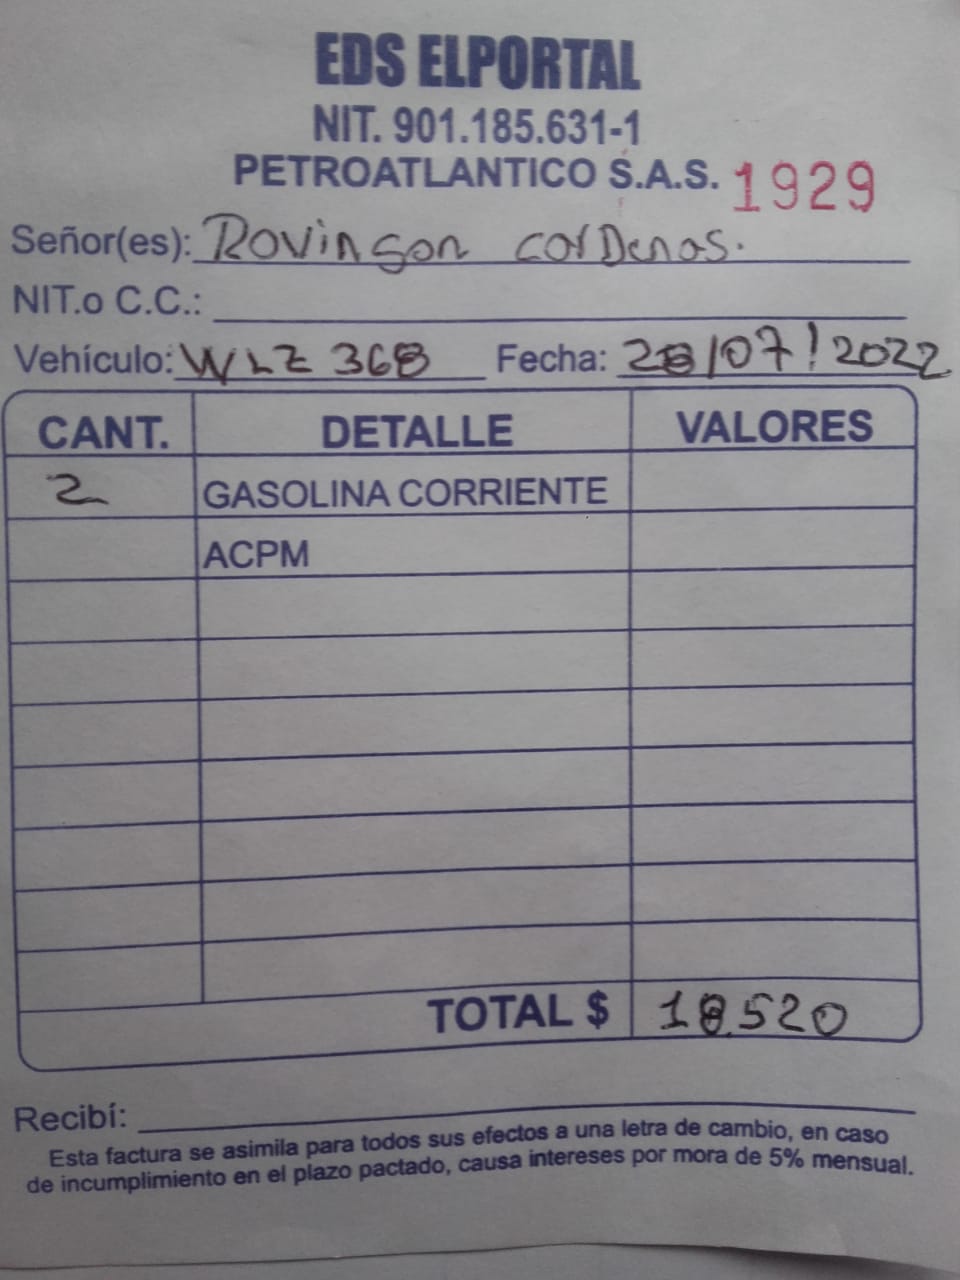 EDS ELPORTAL
NIT. 901.185.631-1
PETROATLANTICO S.A.S. 1929
Señor(es): Rovinson cordenas.
NIT.o C.C.:
Vehículo: WLZ 368 Fecha: 28/07/2022
CANT. DETALLE VALORES
2 GASOLINA CORRIENTE
ACPM
TOTAL $ 18.520
Recibí:
Esta factura se asimila para todos sus efectos a una letra de cambio, en caso
de incumplimiento en el plazo pactado, causa intereses por mora de 5% mensual.